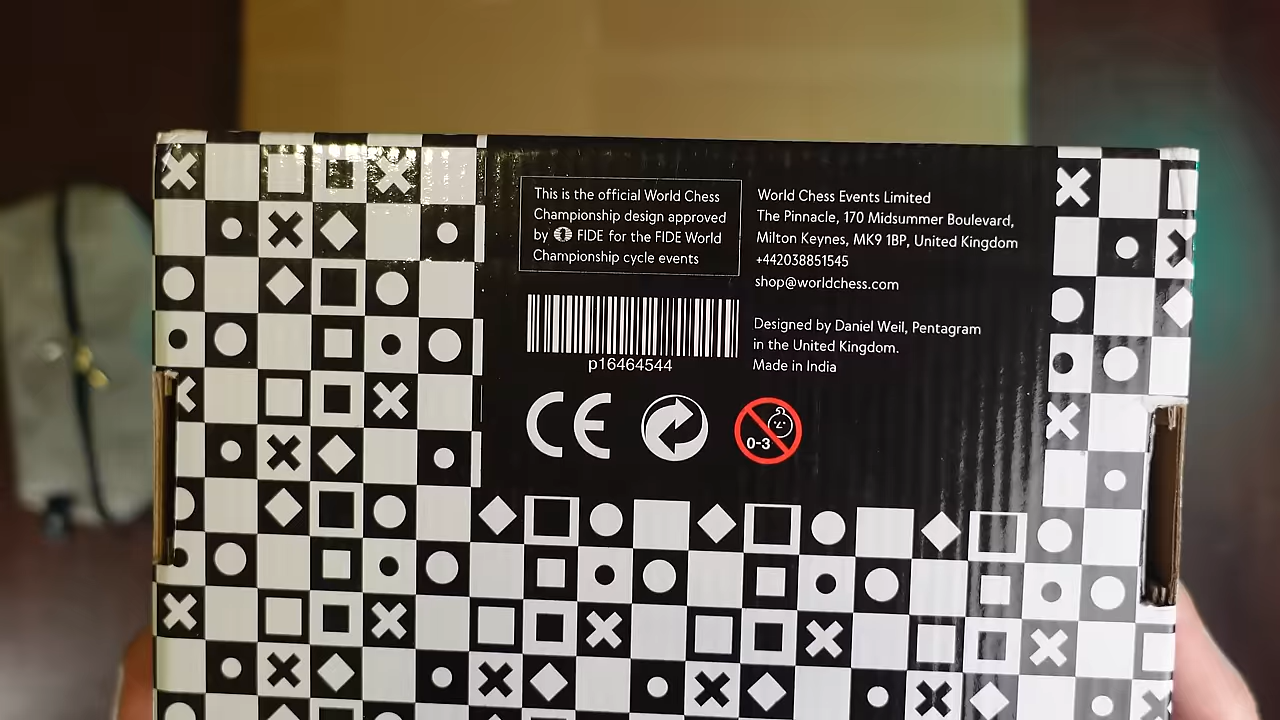 This is the official World Chess
Championship design approved
by FIDE for the FIDE World
Championship cycle events
p16464544
World Chess Events Limited
The Pinnacle, 170 Midsummer Boulevard,
Milton Keynes, MK9 1BP, United Kingdom
+442038851545
shop@worldchess.com
Designed by Daniel Weil, Pentagram
in the United Kingdom.
Made in India
CE
0-3